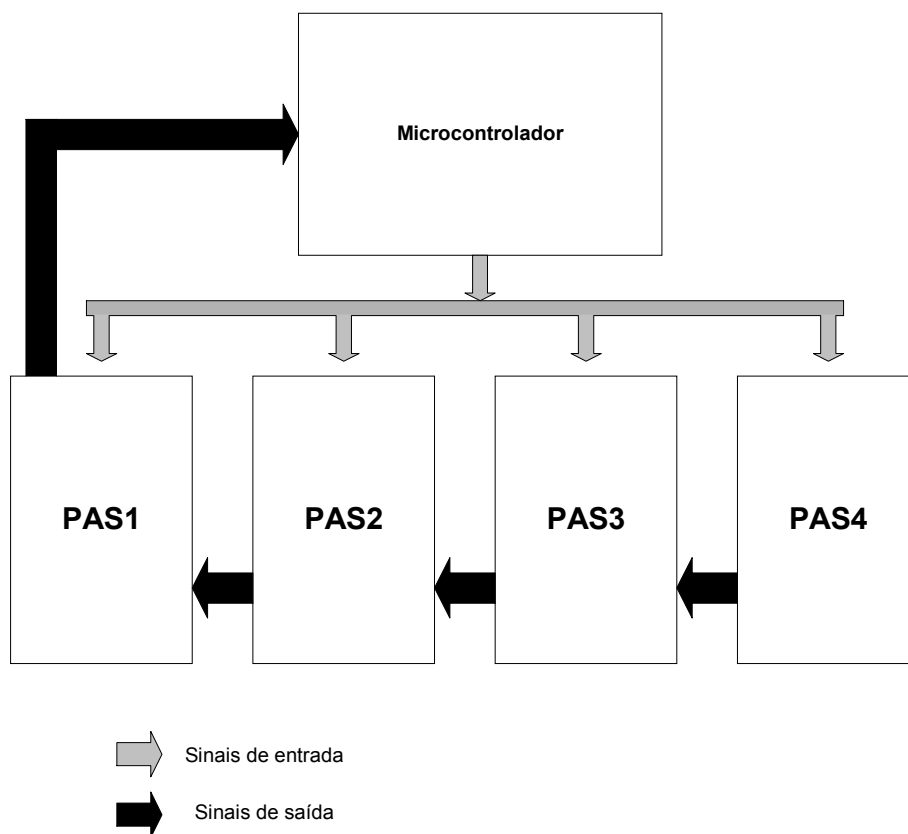 Microcontrolador
PAS1
PAS2
PAS3
PAS4
Sinais de entrada
Sinais de saída